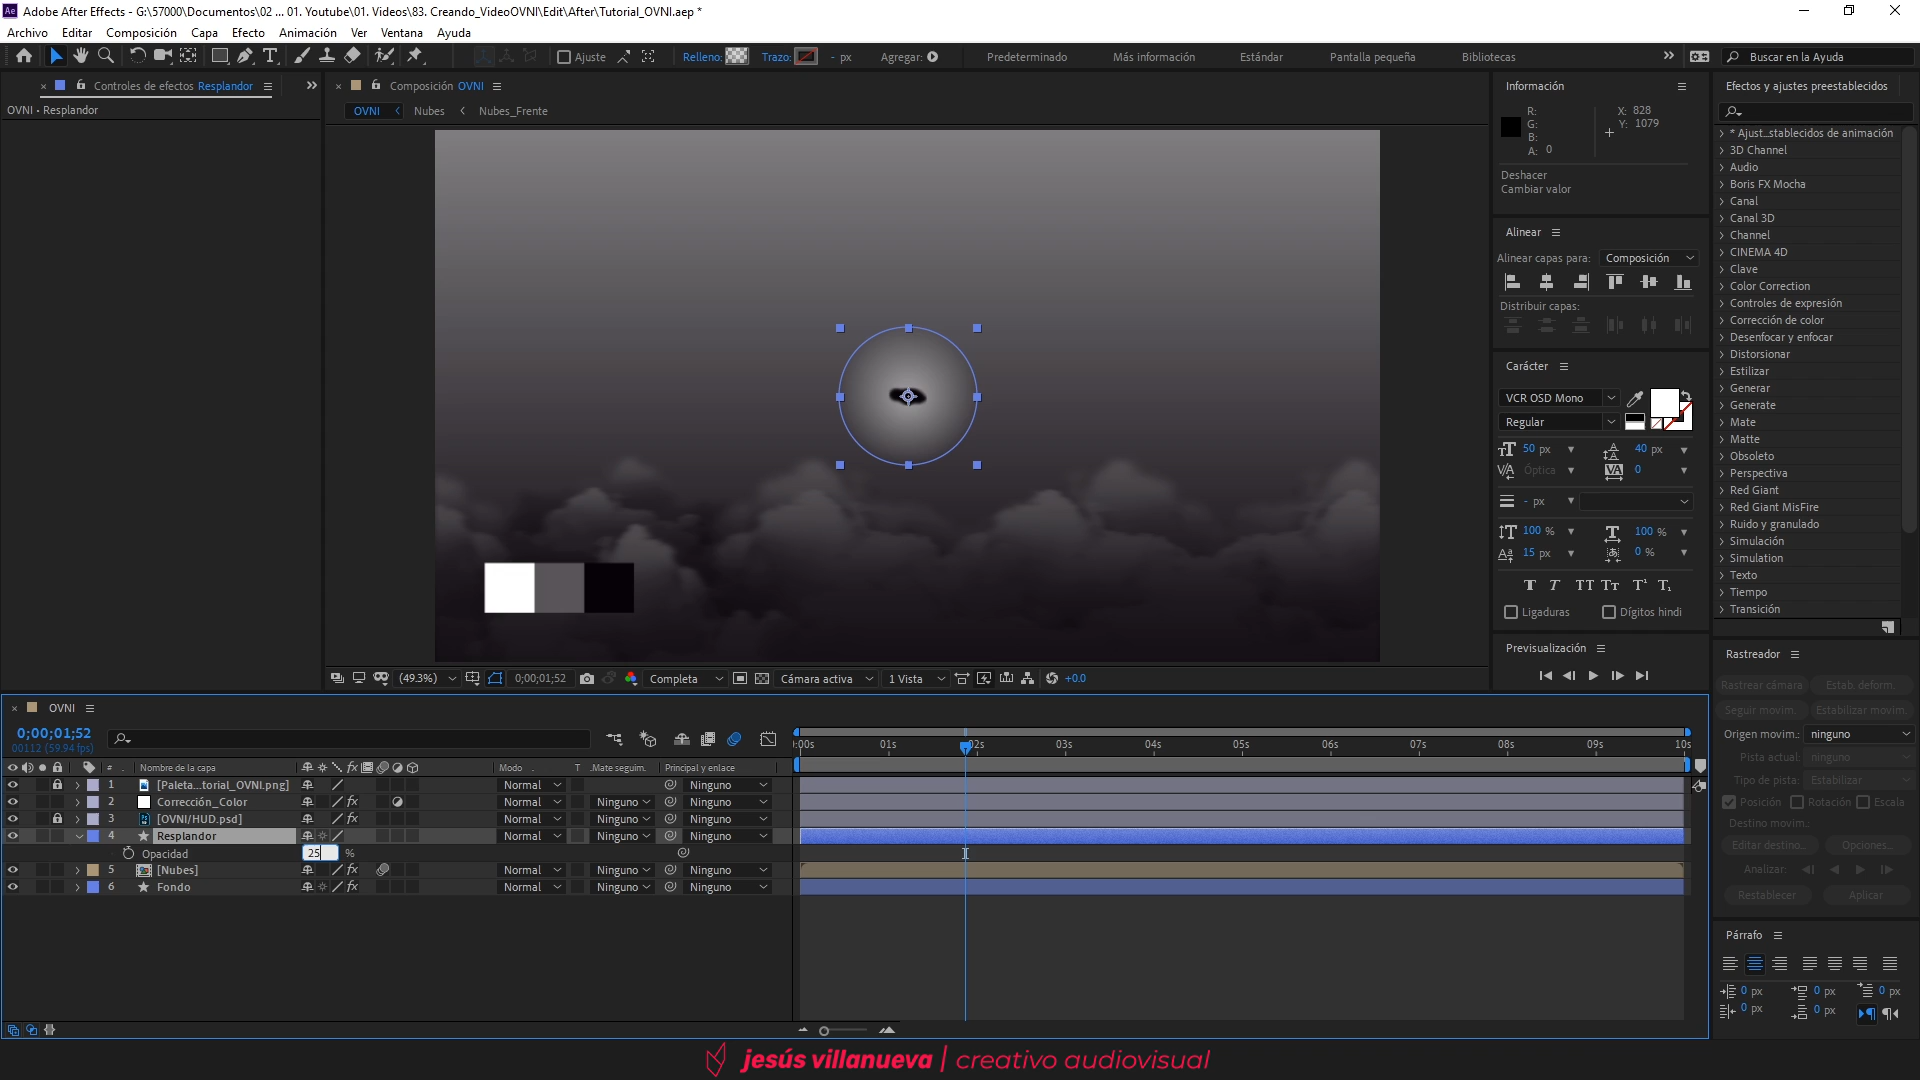 Adobe After Effects - G:\57000\Documentos\02 ... 01. Youtube\01. Videos\83. Creando_VideoOVNI\Edit\After\Tutorial_OVNI.aep *
Archivo Editar Composición Capa Efecto Animación Ver Ventana Ayuda
Ajuste Relleno: Trazo: - px Agregar: Predeterminado Más información Estándar Pantalla pequeña Bibliotecas Buscar en la Ayuda
Controles de efectos Resplandor
OVNI • Resplandor
Composición OVNI
OVNI Nubes Nubes_Frente
(49.3%) 0;00;01;52 Completa Cámara activa 1 Vista +0.0
Información
R: X: 828
G: Y: 1079
B:
A: 0
Deshacer
Cambiar valor
Alinear
Alinear capas para: Composición
Distribuir capas:
Carácter
VCR OSD Mono
Regular
50 px 40 px
Óptica 0
- px
100 % 100 %
15 px 0 %
Ligaduras Dígitos hindi
Previsualización
Efectos y ajustes preestablecidos
* Ajust...stablecidos de animación
3D Channel
Audio
Boris FX Mocha
Canal
Canal 3D
Channel
CINEMA 4D
Clave
Color Correction
Controles de expresión
Corrección de color
Desenfocar y enfocar
Distorsionar
Estilizar
Generar
Generate
Mate
Matte
Obsoleto
Perspectiva
Red Giant
Red Giant MisFire
Ruido y granulado
Simulación
Simulation
Texto
Tiempo
Transición
Rastreador
Rastrear cámara Estab. deform.
Seguir movim. Estabilizar movim.
Origen movim.: ninguno
Pista actual: ninguno
Tipo de pista: Estabilizar
Posición Rotación Escala
Destino movim.:
Editar destino... Opciones...
Analizar:
Restablecer Aplicar
Párrafo
0 px 0 px 0 px
0 px 0 px
OVNI
0;00;01;52
00112 (59.94 fps)
:00s 01s 02s 03s 04s 05s 06s 07s 08s 09s 10s
# Nombre de la capa Modo T .Mate seguim. Principal y enlace
1 [Paleta...torial_OVNI.png] Normal Ninguno
2 Corrección_Color Normal Ninguno Ninguno
3 [OVNI/HUD.psd] Normal Ninguno Ninguno
4 Resplandor Normal Ninguno Ninguno
Opacidad 25 %
5 [Nubes] Normal Ninguno Ninguno
6 Fondo Normal Ninguno Ninguno
jesús villanueva | creativo audiovisual